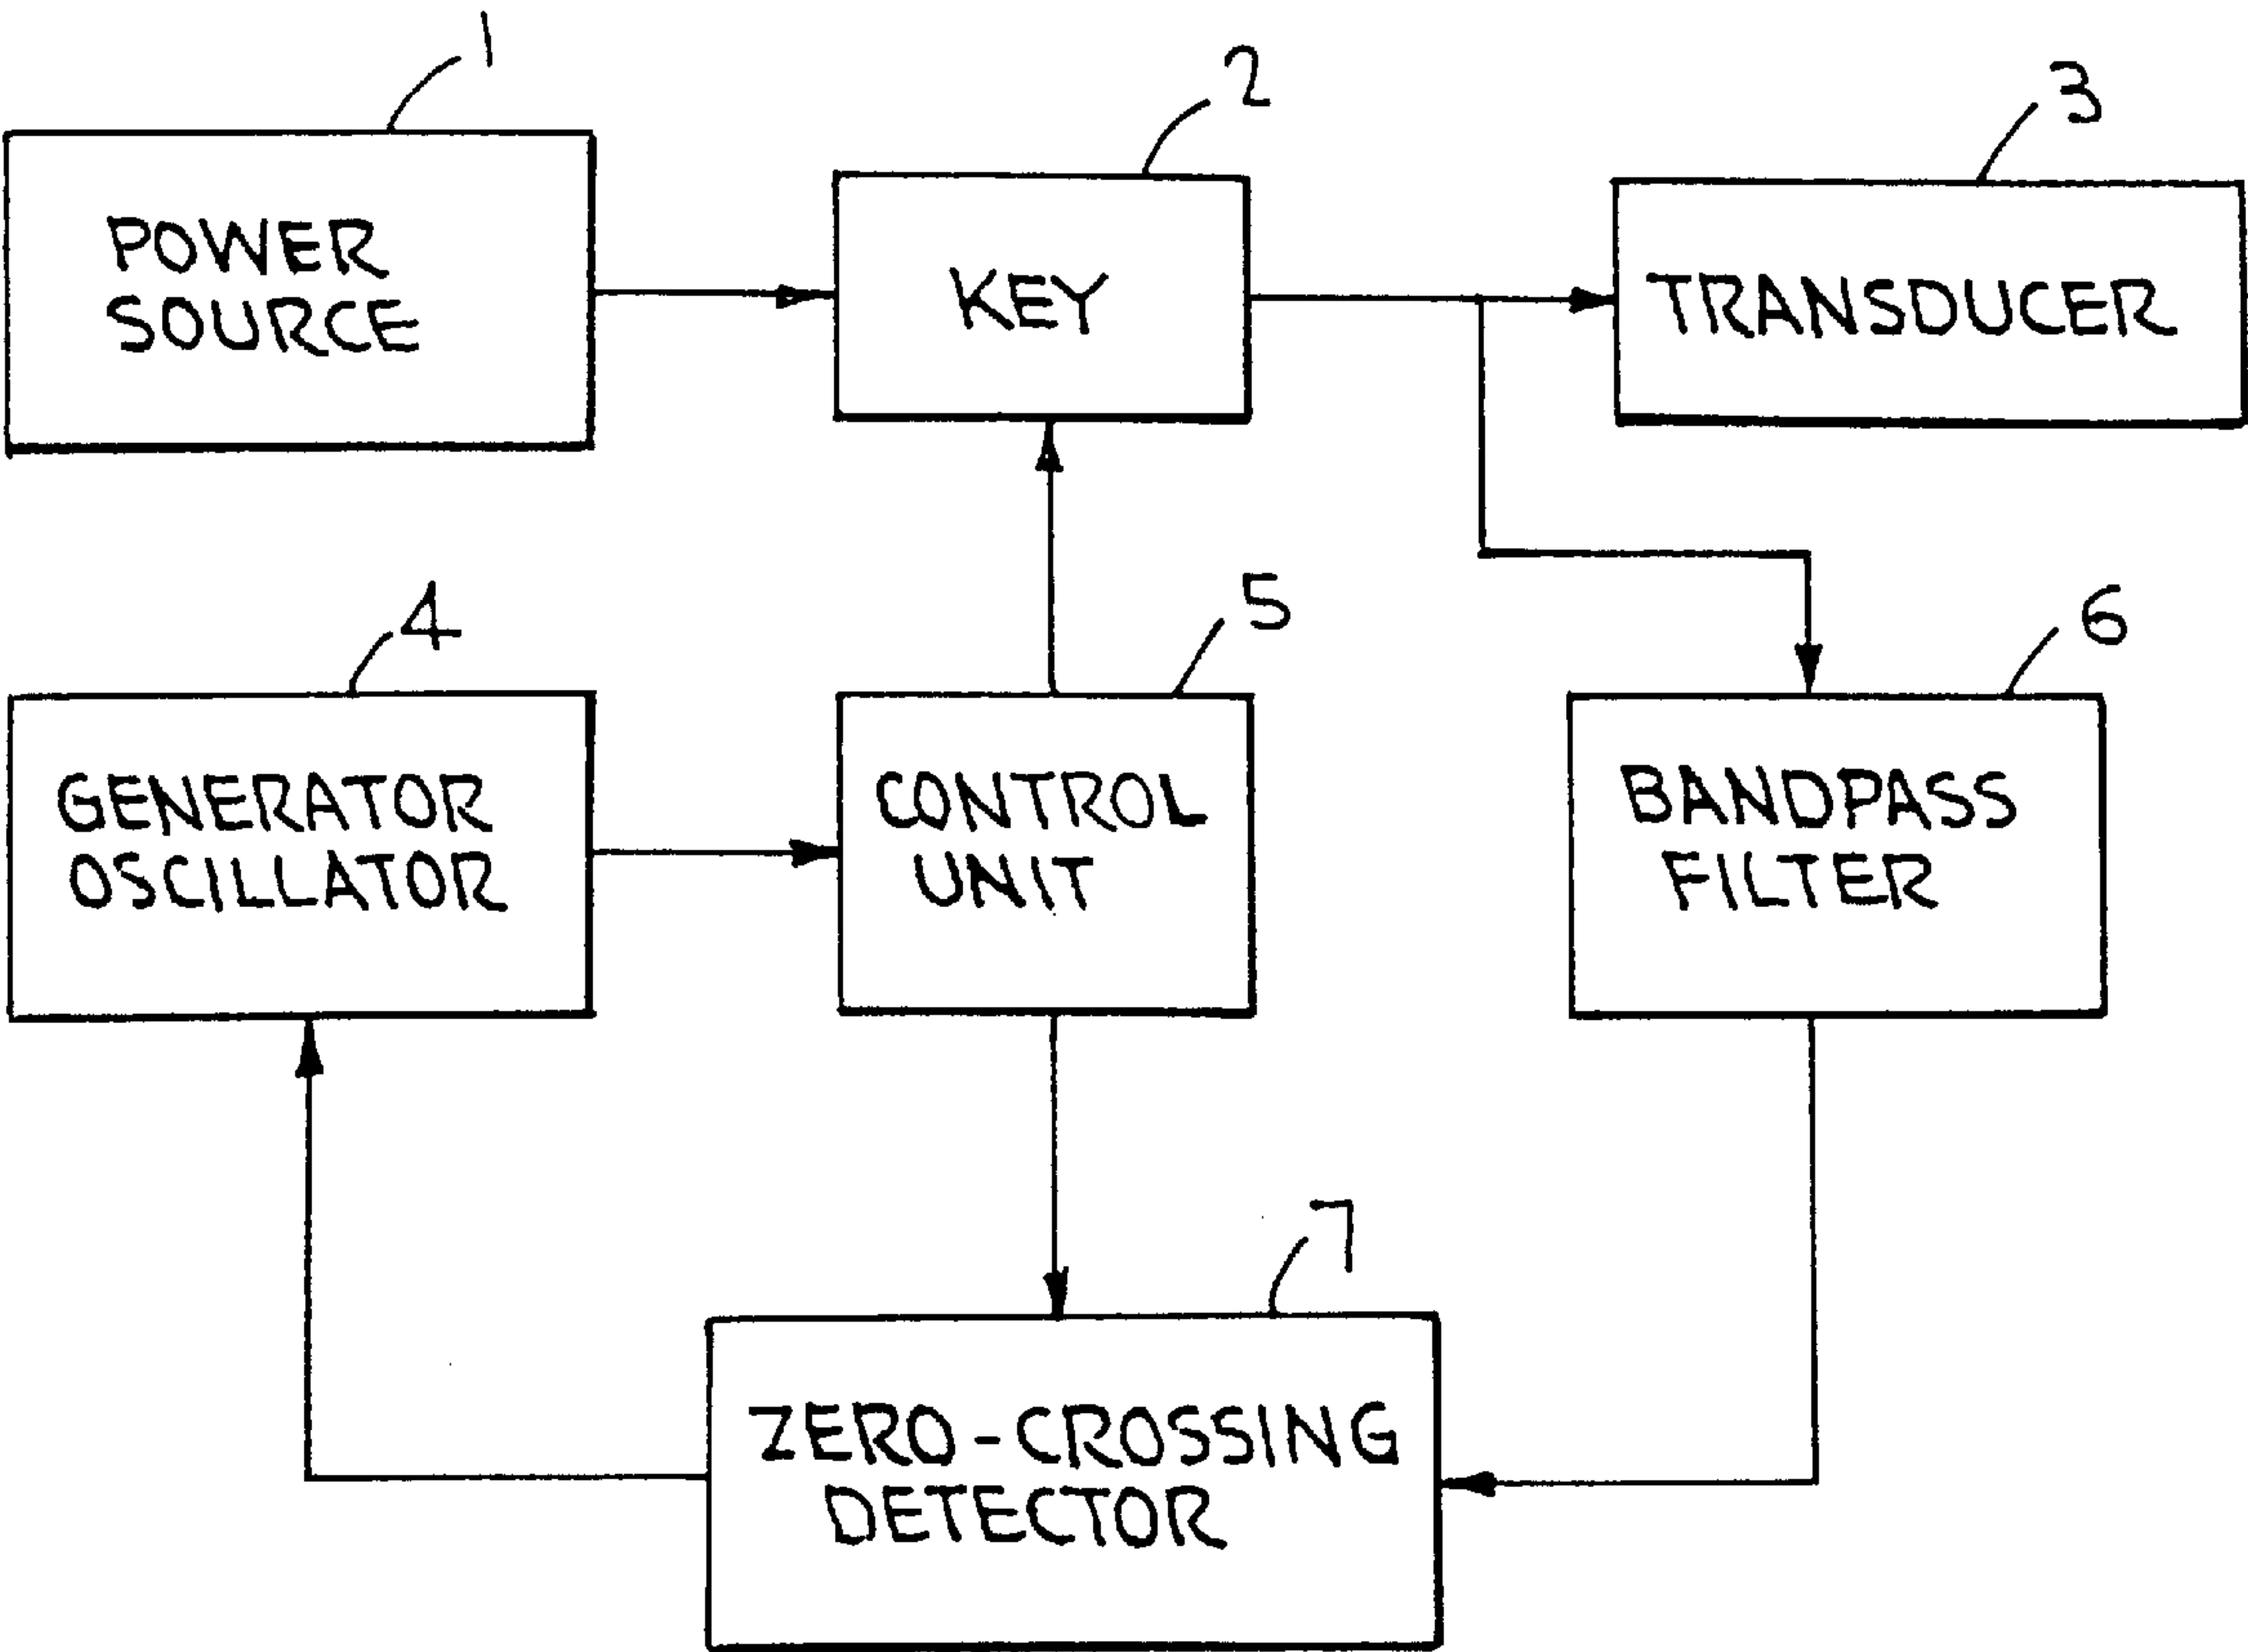 1
2
3
POWER
SOURCE
KEY
TRANSDUCER
4
5
6
GENERATOR
OSCILLATOR
CONTROL
UNIT
BANDPASS
FILTER
7
ZERO-CROSSING
DETECTOR